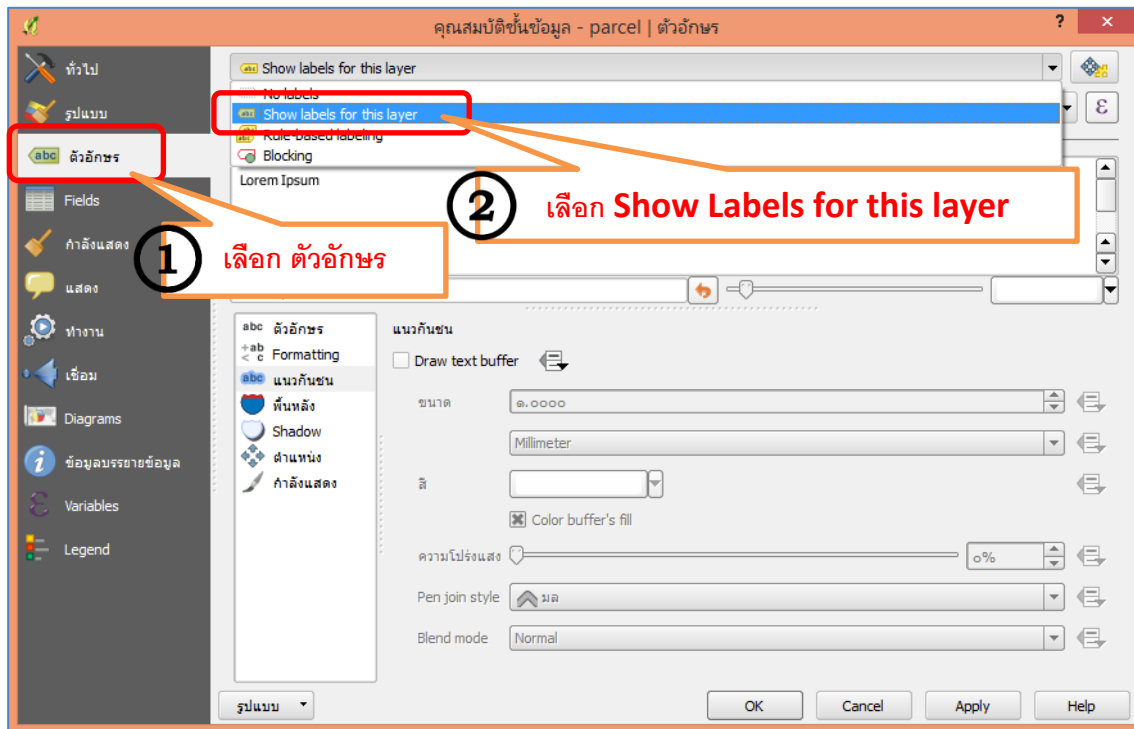 คุณสมบัติชั้นข้อมูล - parcel | ตัวอักษร
?
ทั่วไป
รูปแบบ
abc ตัวอักษร
Fields
กำลังแสดง
แสดง
ทำงาน
เชื่อม
Diagrams
ข้อมูลบรรยายข้อมูล
Variables
Legend
abc Show labels for this layer
No labels
abc Show labels for this layer
Rule-based labeling
Blocking
ε
Lorem Ipsum
② เลือก Show Labels for this layer
① เลือก ตัวอักษร
abc ตัวอักษร
+ab < c Formatting
abc แนวกันชน
พื้นหลัง
Shadow
ตำแหน่ง
กำลังแสดง
แนวกันชน
Draw text buffer
ขนาด ๑.๐๐๐๐
Millimeter
สี
Color buffer's fill
ความโปร่งแสง ๐%
Pen join style มล
Blend mode Normal
รูปแบบ
OK Cancel Apply Help